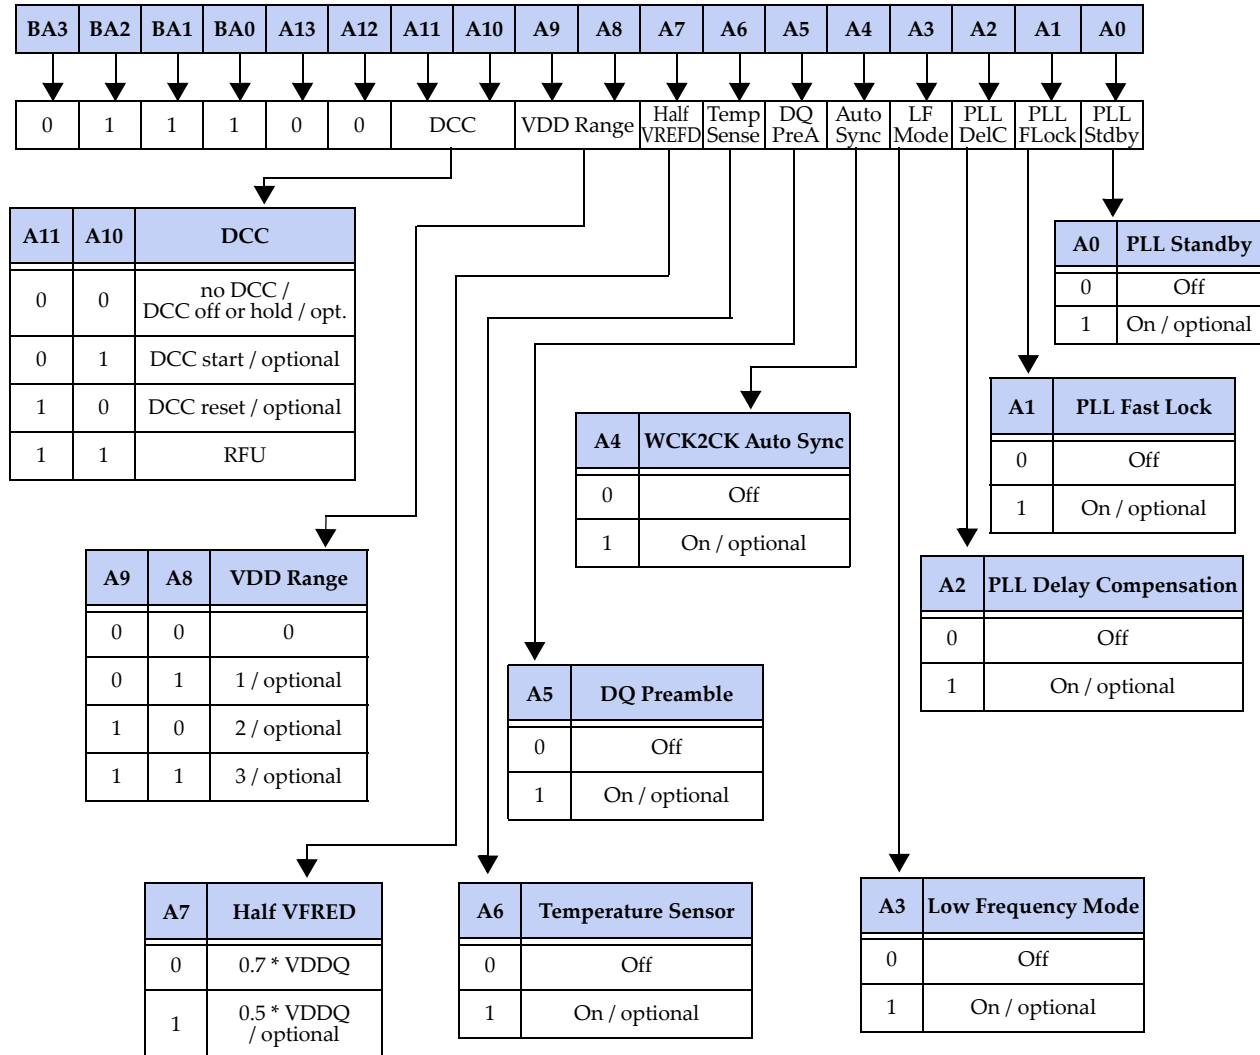 BA3 BA2 BA1 BA0 A13 A12 A11 A10 A9 A8 A7 A6 A5 A4 A3 A2 A1 A0
0 1 1 1 0 0 DCC VDD Range Half VREFD Temp Sense DQ PreA Auto Sync LF Mode PLL DelC PLL FLock PLL Stdby
A11 A10 DCC
0 0 no DCC /
DCC off or hold / opt.
0 1 DCC start / optional
1 0 DCC reset / optional
1 1 RFU
A0 PLL Standby
0 Off
1 On / optional
A1 PLL Fast Lock
0 Off
1 On / optional
A4 WCK2CK Auto Sync
0 Off
1 On / optional
A9 A8 VDD Range
0 0 0
0 1 1 / optional
1 0 2 / optional
1 1 3 / optional
A2 PLL Delay Compensation
0 Off
1 On / optional
A5 DQ Preamble
0 Off
1 On / optional
A7 Half VFRED
0 0.7 * VDDQ
1 0.5 * VDDQ
/ optional
A6 Temperature Sensor
0 Off
1 On / optional
A3 Low Frequency Mode
0 Off
1 On / optional